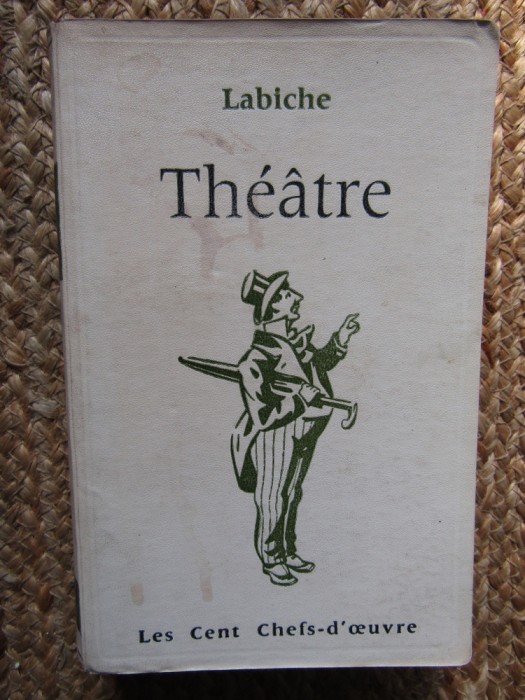 Labiche
Théâtre
Les Cent Chefs-d'œuvre